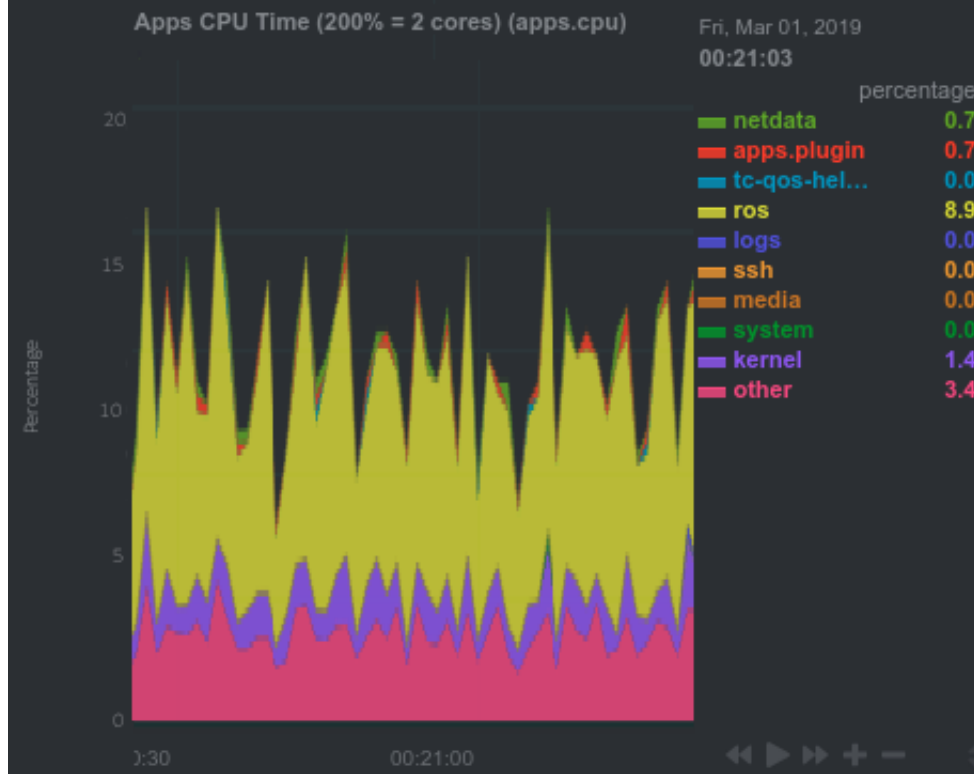 Apps CPU Time (200% = 2 cores) (apps.cpu)
Fri, Mar 01, 2019
00:21:03
percentage
netdata 0.7
apps.plugin 0.7
tc-qos-hel... 0.0
ros 8.9
logs 0.0
ssh 0.0
media 0.0
system 0.0
kernel 1.4
other 3.4
Percentage
20
15
10
5
0
0:30 00:21:00